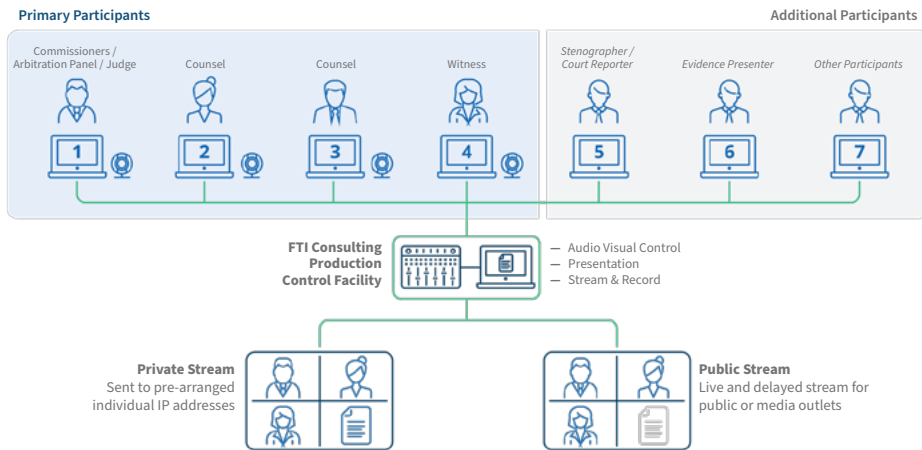 Primary Participants
Additional Participants
Commissioners /
Arbitration Panel / Judge
Counsel
Counsel
Witness
Stenographer /
Court Reporter
Evidence Presenter
Other Participants
1
2
3
4
5
6
7
FTI Consulting
Production
Control Facility
— Audio Visual Control
— Presentation
— Stream & Record
Private Stream
Sent to pre-arranged
individual IP addresses
Public Stream
Live and delayed stream for
public or media outlets